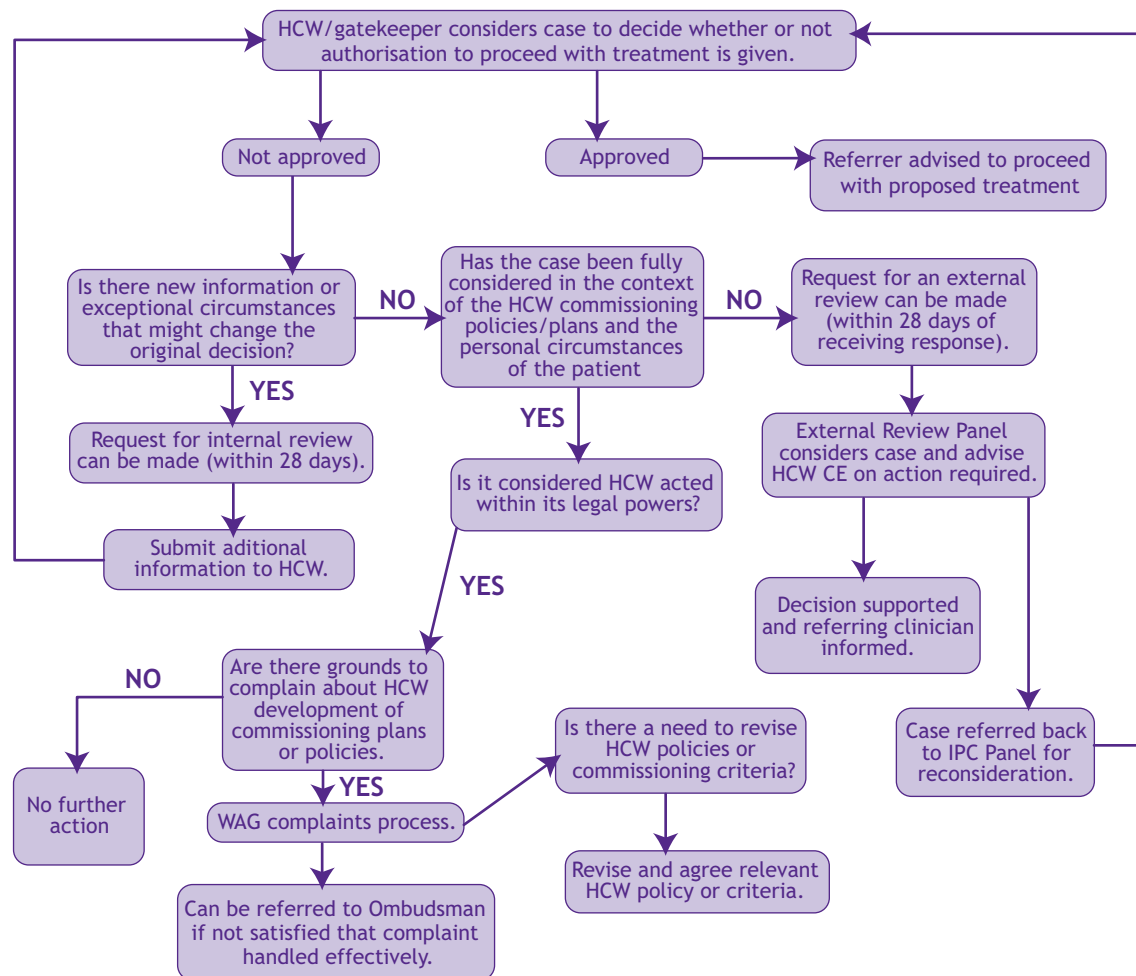 HCW/gatekeeper considers case to decide whether or not
authorisation to proceed with treatment is given.
Not approved
Approved
Referrer advised to proceed
with proposed treatment
Is there new information or
exceptional circumstances
that might change the
original decision?
NO
Has the case been fully
considered in the context
of the HCW commissioning
policies/plans and the
personal circumstances
of the patient
NO
Request for an external
review can be made
(within 28 days of
receiving response).
YES
YES
Request for internal review
can be made (within 28 days).
External Review Panel
considers case and advise
HCW CE on action required.
Is it considered HCW acted
within its legal powers?
Submit aditional
information to HCW.
YES
Decision supported
and referring clinician
informed.
NO
Are there grounds to
complain about HCW
development of
commissioning plans
or policies.
Is there a need to revise
HCW policies or
commissioning criteria?
Case referred back
to IPC Panel for
reconsideration.
No further
action
YES
WAG complaints process.
Revise and agree relevant
HCW policy or criteria.
Can be referred to Ombudsman
if not satisfied that complaint
handled effectively.